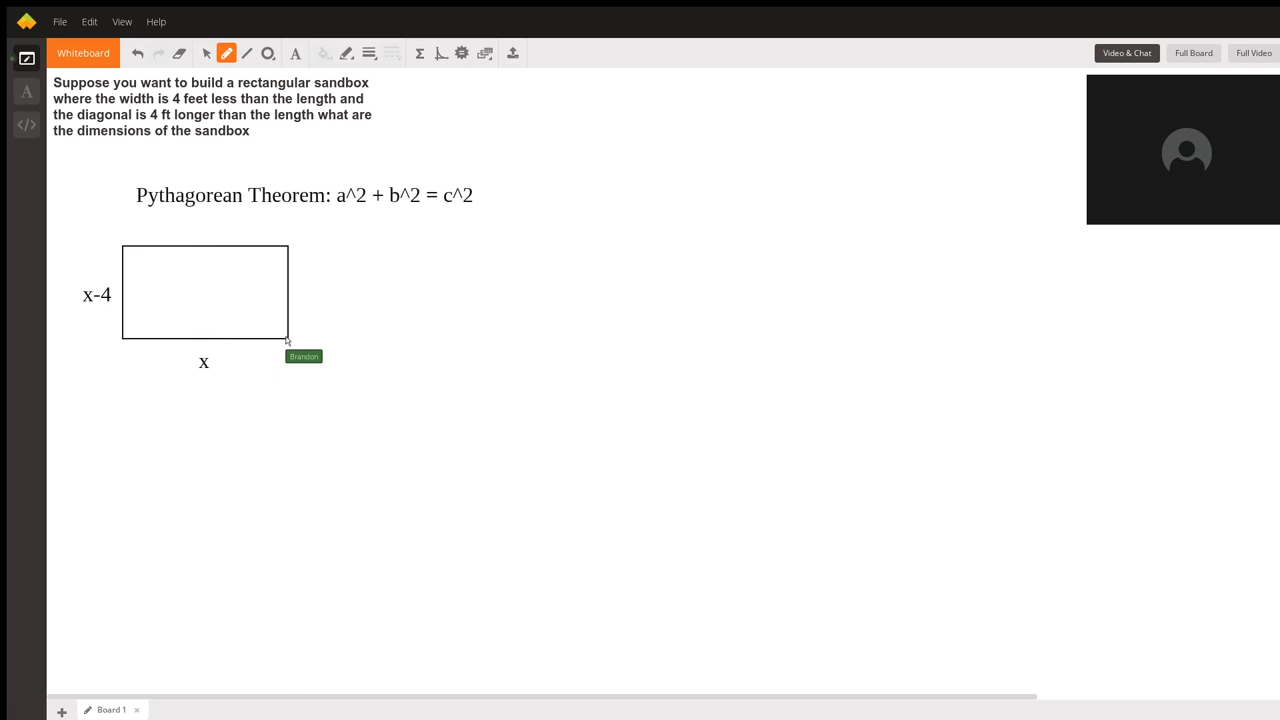 File Edit View Help
Whiteboard
A
Σ
Video & Chat Full Board Full Video
A
</>
Suppose you want to build a rectangular sandbox
where the width is 4 feet less than the length and
the diagonal is 4 ft longer than the length what are
the dimensions of the sandbox
Pythagorean Theorem: a^2 + b^2 = c^2
x-4
x
Brandon
Board 1